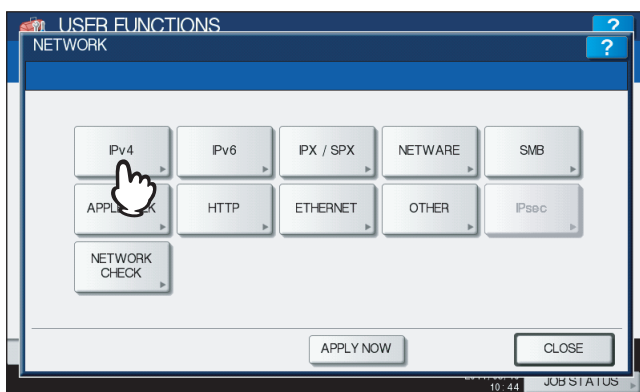 USER FUNCTIONS
?
NETWORK
?
IPv4
IPv6
IPX / SPX
NETWARE
SMB
HTTP
ETHERNET
OTHER
IPsec
NETWORK
CHECK
APPLY NOW
CLOSE
10:44
JOB STATUS